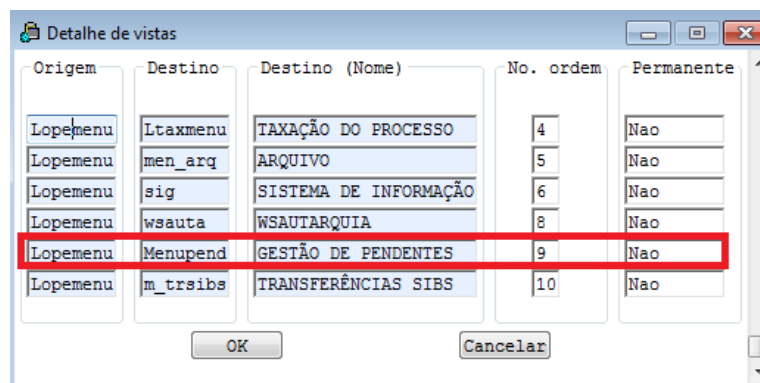 Detalhe de vistas
Origem Destino Destino (Nome) No. ordem Permanente
Lopemenu Ltaxmenu TAXAÇÃO DO PROCESSO 4 Nao
Lopemenu men_arq ARQUIVO 5 Nao
Lopemenu sig SISTEMA DE INFORMAÇÃO 6 Nao
Lopemenu wsauta WSAUTARQUIA 8 Nao
Lopemenu Menupend GESTÃO DE PENDENTES 9 Nao
Lopemenu m_trsibs TRANSFERÊNCIAS SIBS 10 Nao
OK Cancelar